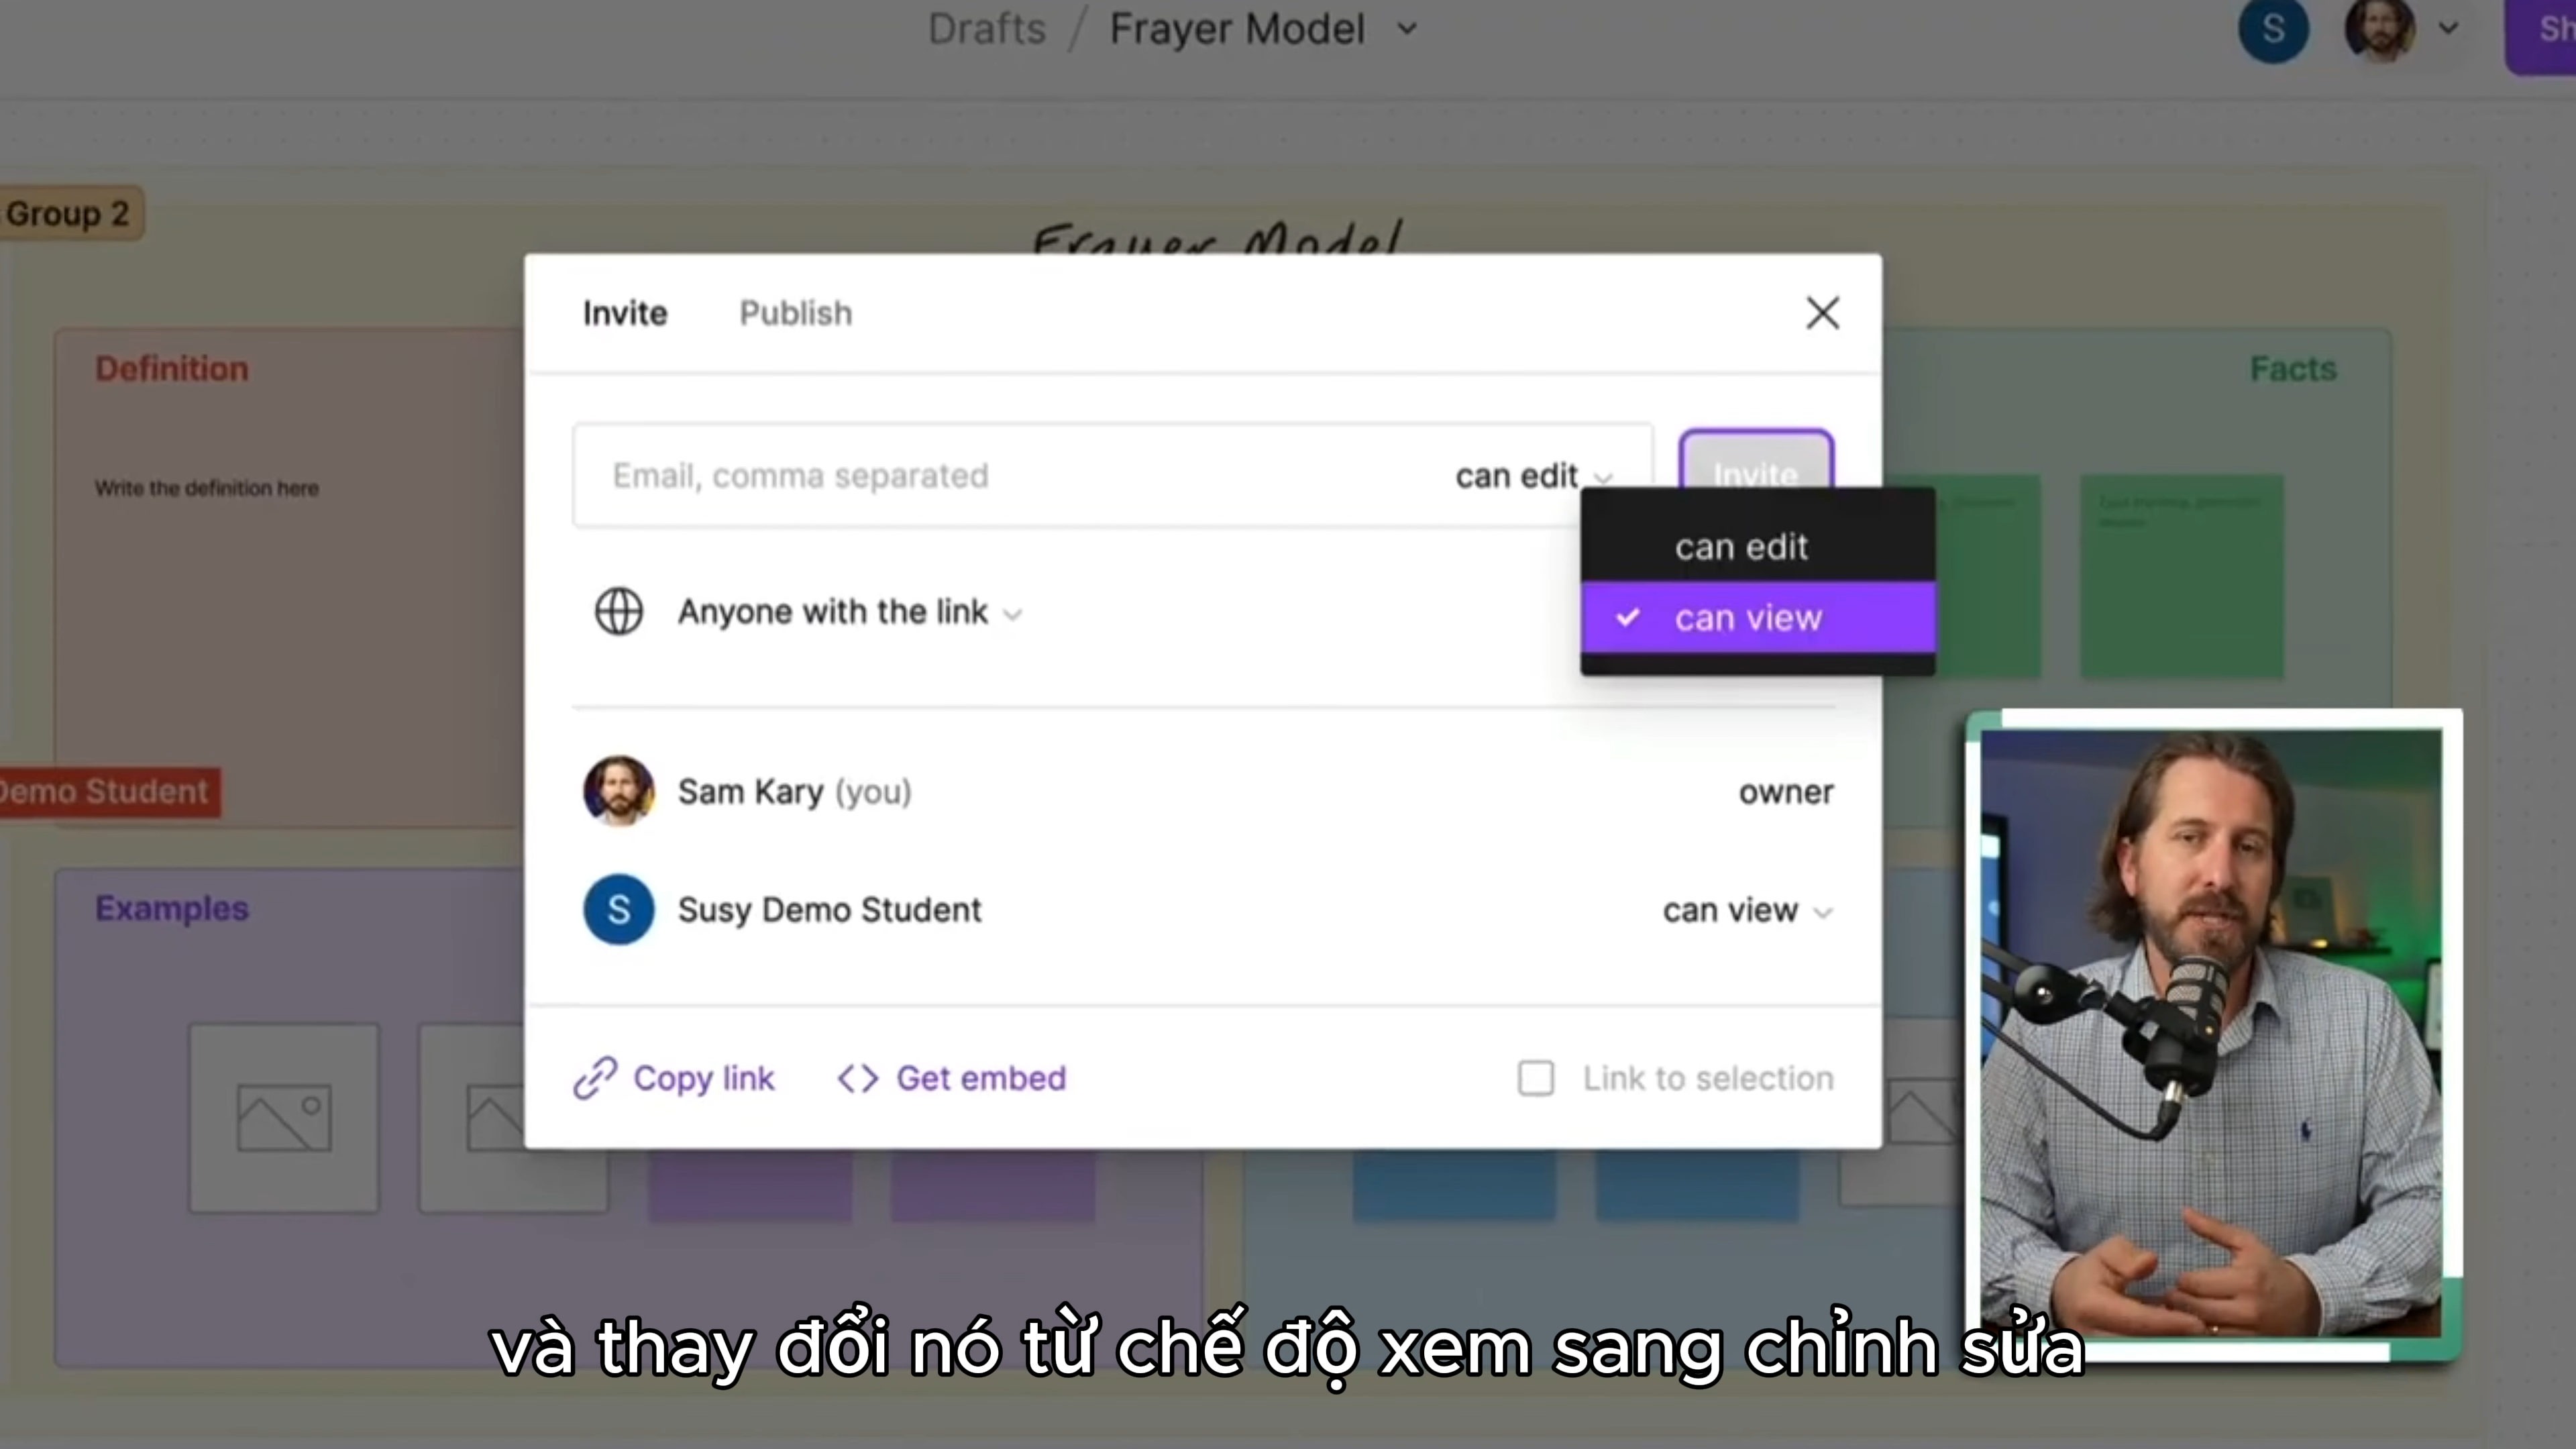 Drafts / Frayer Model
S
Sh
Group 2
Frayer Model
Invite Publish
Definition
Facts
Write the definition here
Email, comma separated can edit Invite
can edit
Anyone with the link
can view
Demo Student
Sam Kary (you) owner
Examples
S Susy Demo Student can view
Copy link <> Get embed Link to selection
và thay đổi nó từ chế độ xem sang chỉnh sửa